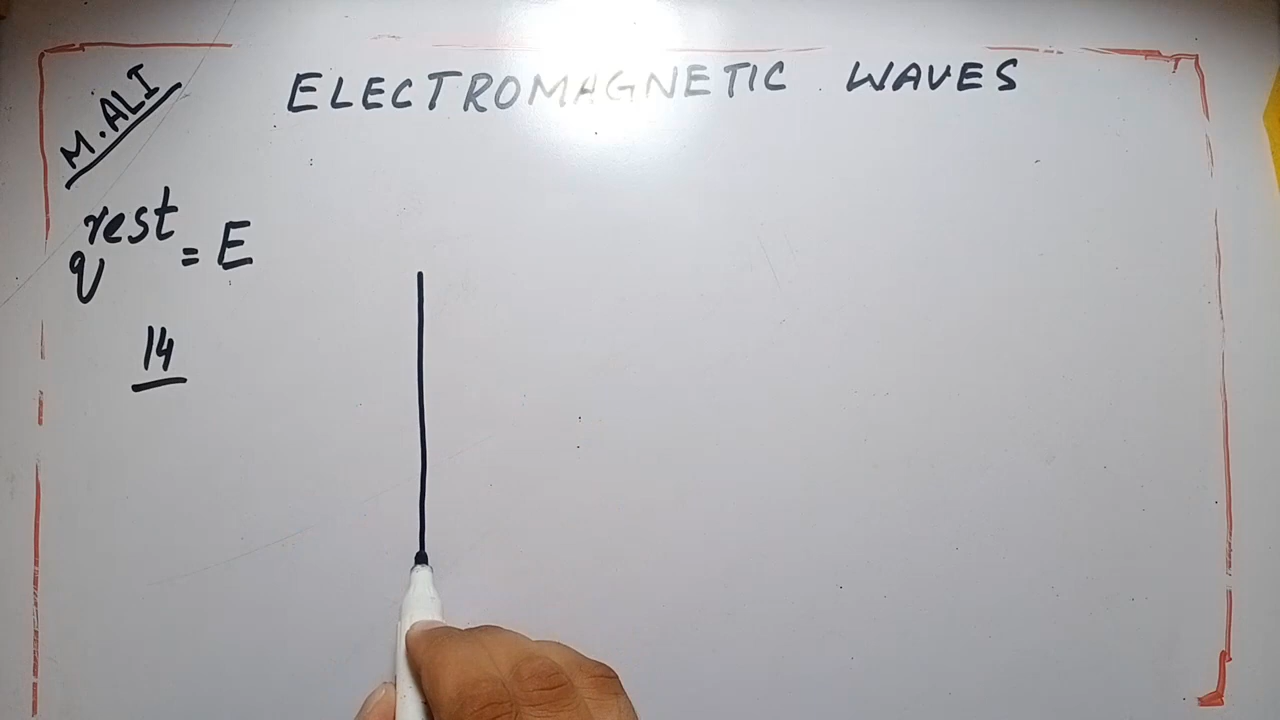 ELECTROMAGNETIC WAVES
M. ALI
q rest = E
14